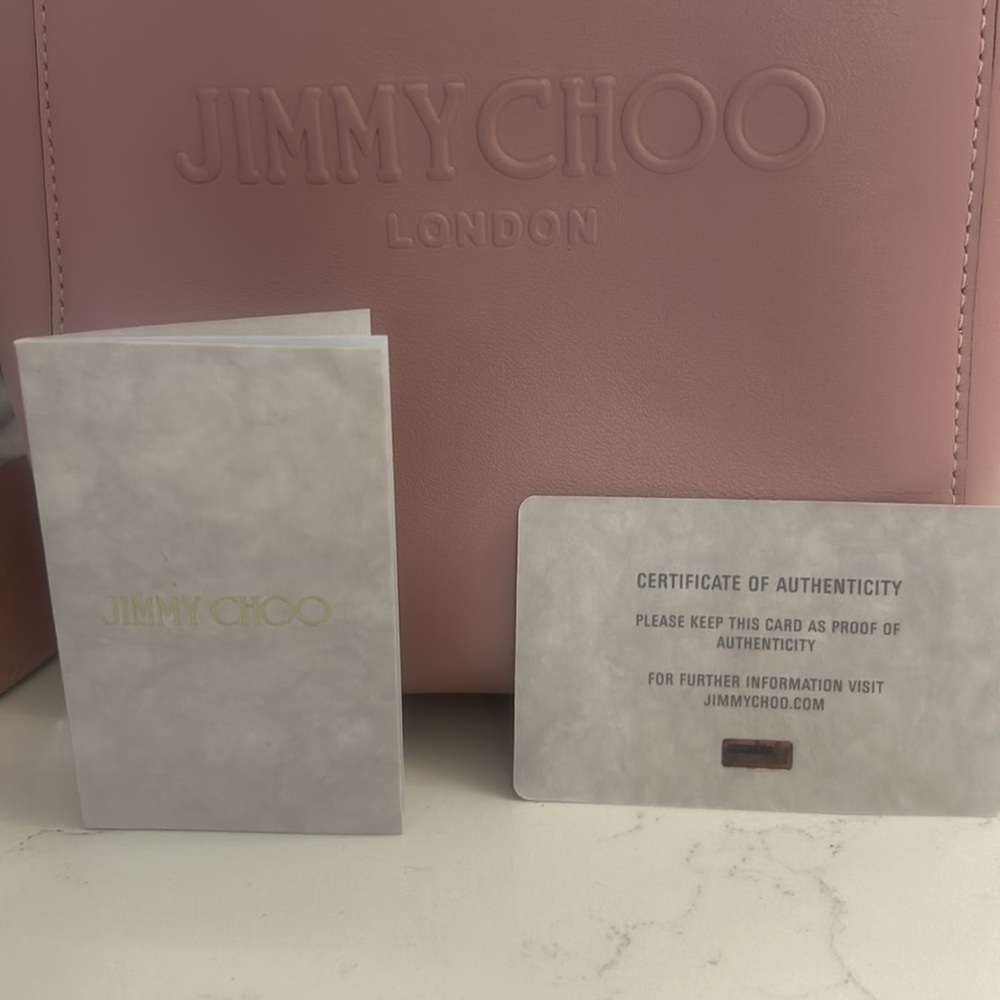 JIMMY CHOO
LONDON
JIMMY CHOO
CERTIFICATE OF AUTHENTICITY
PLEASE KEEP THIS CARD AS PROOF OF
AUTHENTICITY
FOR FURTHER INFORMATION VISIT
JIMMYCHOO.COM